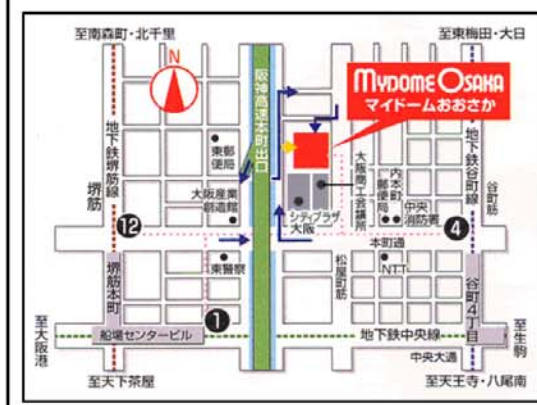 至南森町・北千里
至東梅田・大日
N
MYDOME OSAKA
マイドームおおさか
阪神高速本町出口
地下鉄堺筋線
堺筋
東郵便局
大阪産業創造館
シティプラザ大阪
大阪商工会議所
内本町郵便局
中央消防署
地下鉄谷町線
谷町筋
12
4
本町通
東警察
NTT
松屋町筋
堺筋本町
谷町4丁目
1
船場センタービル
地下鉄中央線
至大阪港
至生駒
中央大通
至天下茶屋
至天王寺・八尾南